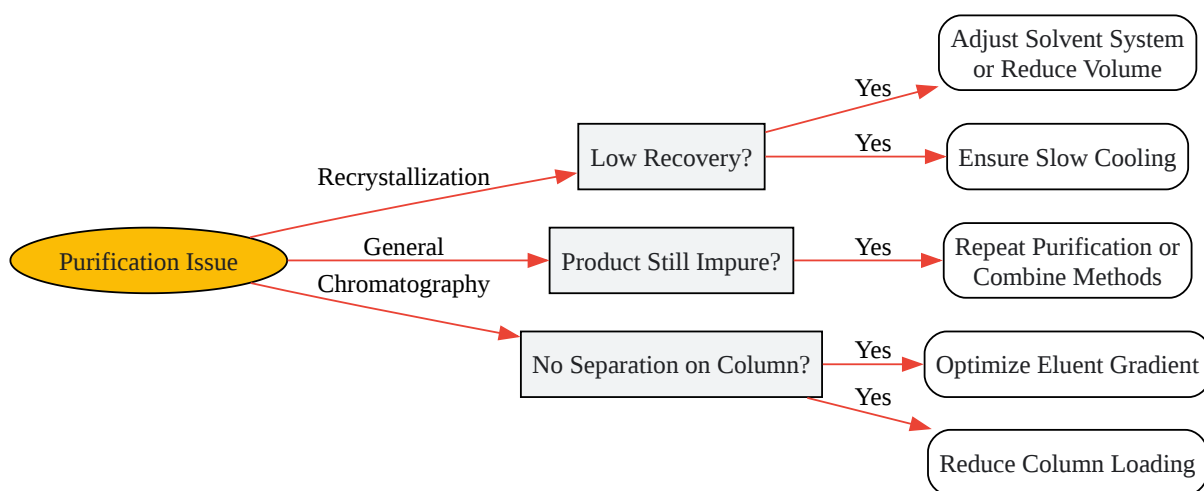 Purification Issue
Recrystallization
General
Chromatography
Low Recovery?
Product Still Impure?
No Separation on Column?
Yes
Yes
Yes
Yes
Yes
Adjust Solvent System
or Reduce Volume
Ensure Slow Cooling
Repeat Purification or
Combine Methods
Optimize Eluent Gradient
Reduce Column Loading